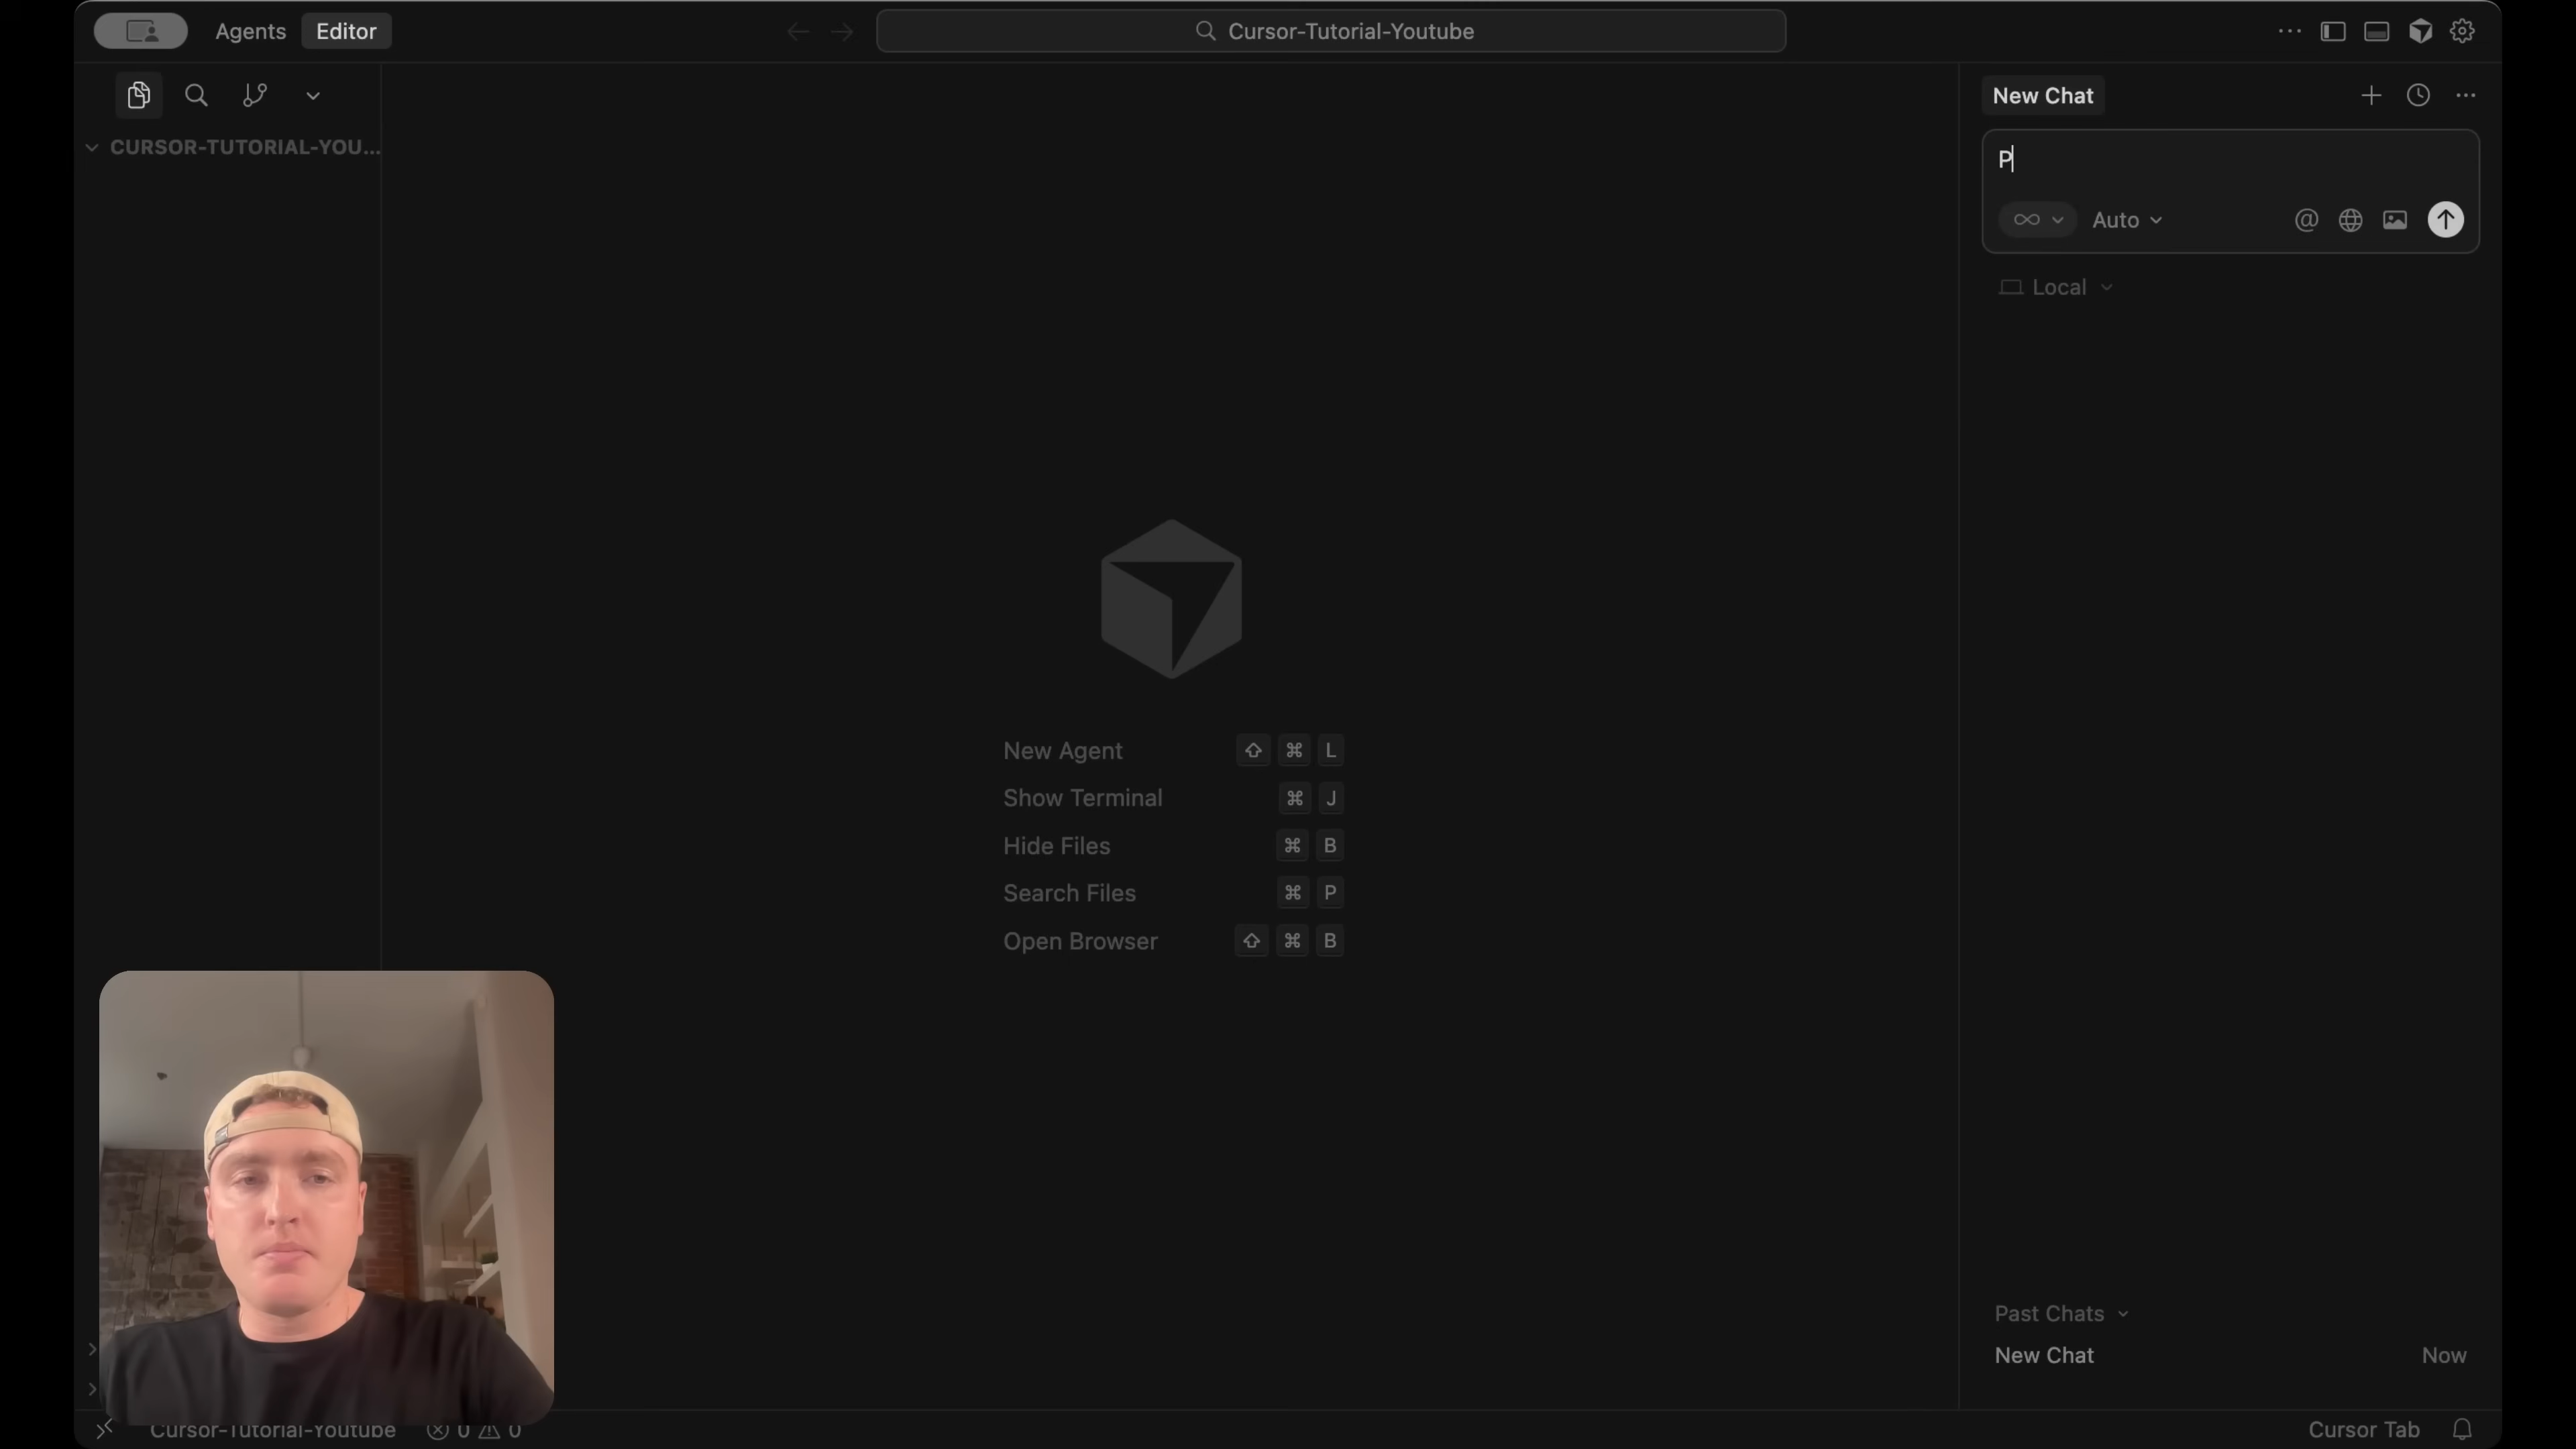 Agents Editor
Cursor-Tutorial-Youtube
CURSOR-TUTORIAL-YOU...
New Chat
P
Auto
Local
New Agent ⇧ ⌘ L
Show Terminal ⌘ J
Hide Files ⌘ B
Search Files ⌘ P
Open Browser ⇧ ⌘ B
Past Chats
New Chat Now
Cursor-Tutorial-Youtube 0 0
Cursor Tab